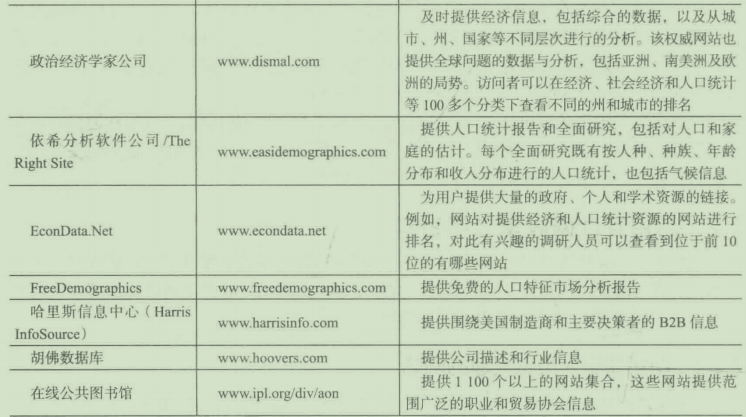 政治经济学家公司
www.dismal.com
及时提供经济信息，包括综合的数据，以及从城
市、州、国家等不同层次进行的分析。该权威网站也
提供全球问题的数据与分析，包括亚洲、南美洲及欧
洲的局势。访问者可以在经济、社会经济和人口统计
等 100 多个分类下查看不同的州和城市的排名
依希分析软件公司 /The
Right Site
www.easidemographics.com
提供人口统计报告和全面研究，包括对人口和家
庭的估计。每个全面研究既有按人种、种族、年龄
分布和收入分布进行的人口统计，也包括气候信息
EconData.Net
www.econdata.net
为用户提供大量的政府、个人和学术资源的链接。
例如，网站对提供经济和人口统计资源的网站进行
排名，对此有兴趣的调研人员可以查看到位于前 10
位的有哪些网站
FreeDemographics
www.freedemographics.com
提供免费的人口特征市场分析报告
哈里斯信息中心（Harris
InfoSource）
www.harrisinfo.com
提供围绕美国制造商和主要决策者的 B2B 信息
胡佛数据库
www.hoovers.com
提供公司描述和行业信息
在线公共图书馆
www.ipl.org/div/aon
提供 1 100 个以上的网站集合，这些网站提供范
围广泛的职业和贸易协会信息